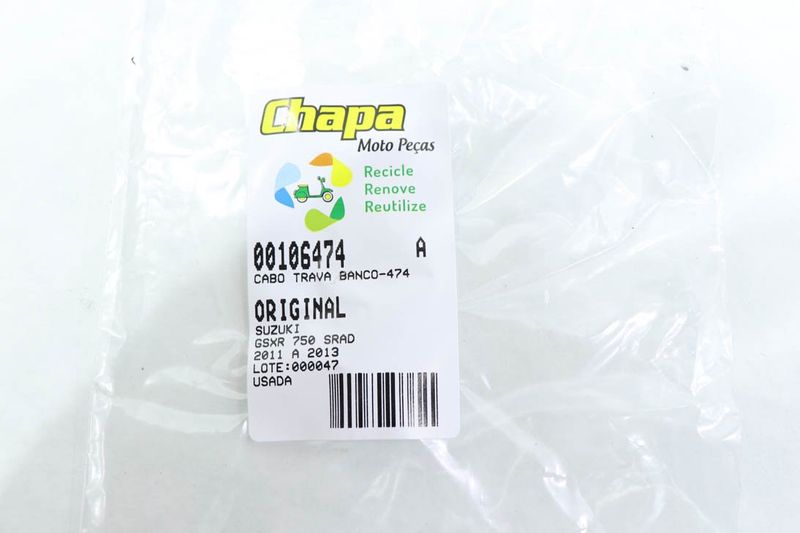 Chapa
Moto Peças
Recicle
Renove
Reutilize
00106474 A
CABO TRAVA BANCO-474
ORIGINAL
SUZUKI
GSXR 750 SRAD
2011 A 2013
LOTE:000047
USADA